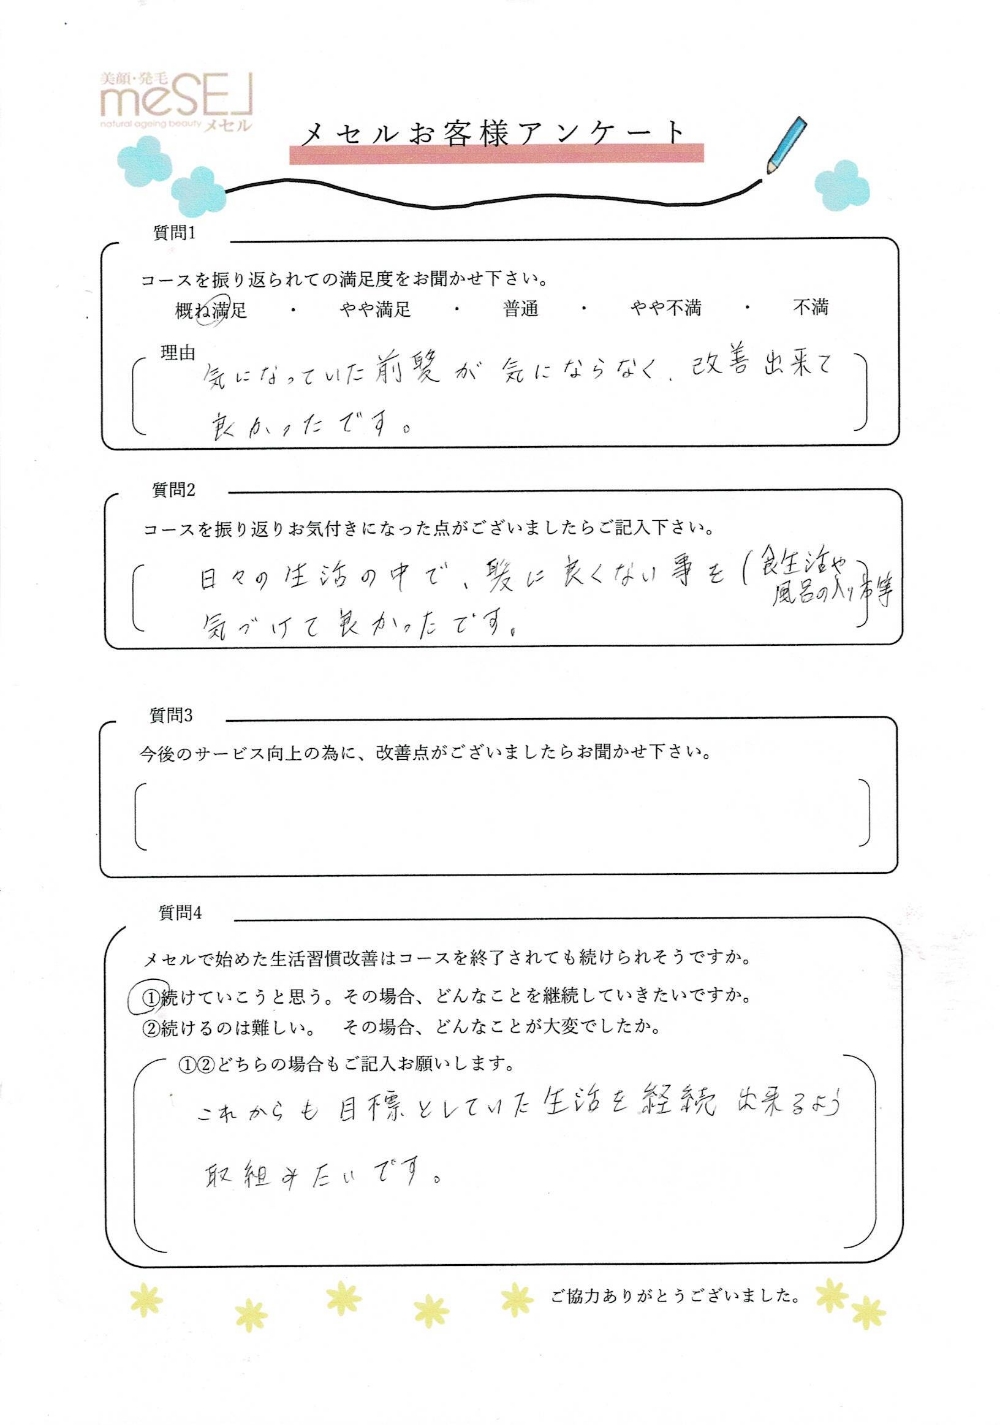 美顔・発毛
meSEL
natural ageing beauty メセル
メセルお客様アンケート
質問1
コースを振り返られての満足度をお聞かせ下さい。
概ね満足 ・ やや満足 ・ 普通 ・ やや不満 ・ 不満
理由
気になっていた前髪が 気にならなく、改善出来て
良かったです。
質問2
コースを振り返りお気付きになった点がございましたらご記入下さい。
日々の生活の中で、髪に良くない事を(食生活や
風呂の入り方等
気づけて良かったです。
質問3
今後のサービス向上の為に、改善点がございましたらお聞かせ下さい。
質問4
メセルで始めた生活習慣改善はコースを終了されても続けられそうですか。
①続けていこうと思う。その場合、どんなことを継続していきたいですか。
②続けるのは難しい。 その場合、どんなことが大変でしたか。
①②どちらの場合もご記入お願いします。
これからも目標としていた生活を経続出来るよう
取組みたいです。
ご協力ありがとうございました。